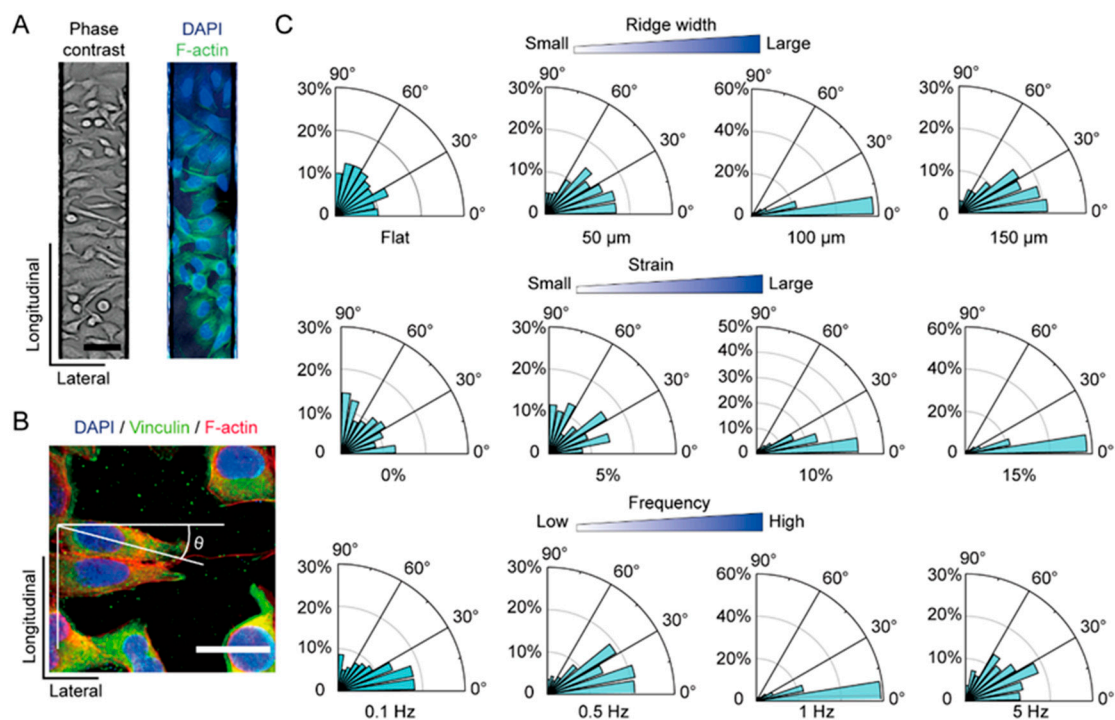 A
Phase contrast
DAPI
F-actin
Longitudinal
Lateral
B
DAPI / Vinculin / F-actin
θ
Longitudinal
Lateral
C
Ridge width
Small Large
90° 60° 30° 0°
30% 20% 10% 0
Flat
90° 60° 30° 0°
30% 20% 10% 0
50 µm
90° 60° 30° 0°
60% 40% 20% 0
100 µm
90° 60° 30° 0°
30% 20% 10% 0
150 µm
Strain
Small Large
90° 60° 30° 0°
30% 20% 10% 0
0%
90° 60° 30° 0°
30% 20% 10% 0
5%
90° 60° 30° 0°
50% 40% 30% 20% 10% 0
10%
90° 60° 30° 0°
60% 40% 20% 0
15%
Frequency
Low High
90° 60° 30° 0°
30% 20% 10% 0
0.1 Hz
90° 60° 30° 0°
30% 20% 10% 0
0.5 Hz
90° 60° 30° 0°
60% 40% 20% 0
1 Hz
90° 60° 30° 0°
30% 20% 10% 0
5 Hz